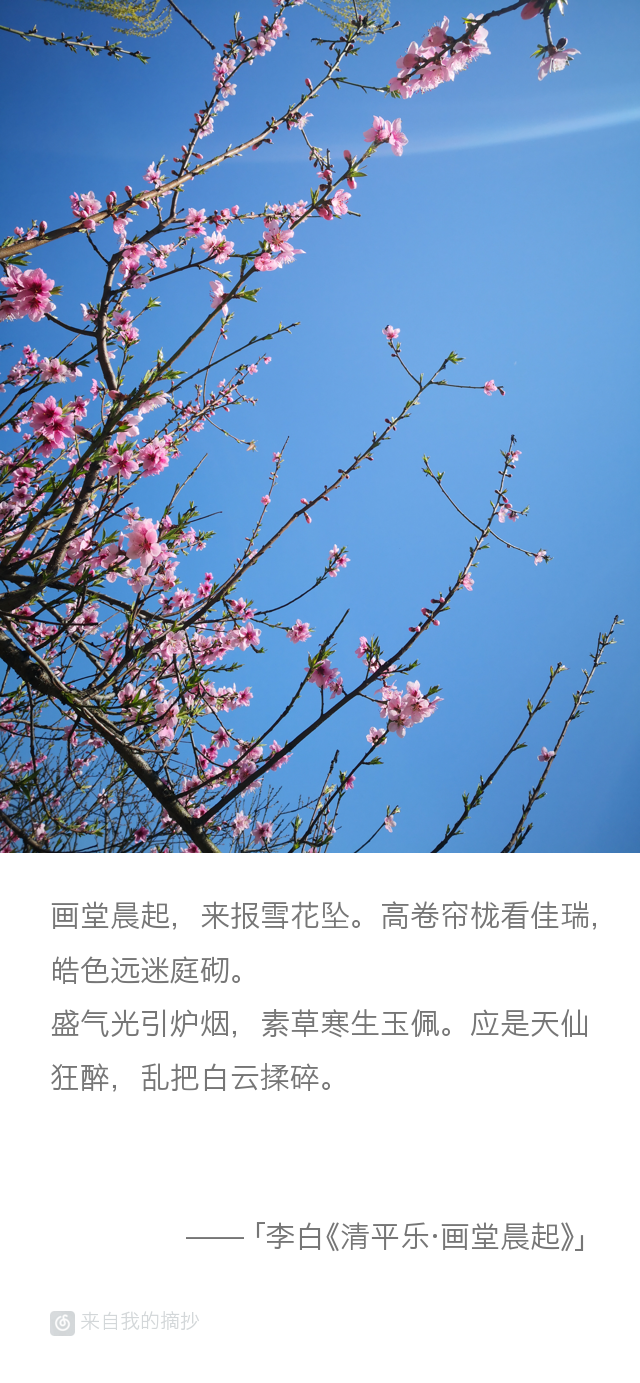 画堂晨起，来报雪花坠。高卷帘栊看佳瑞,
皓色远迷庭砌。
盛气光引炉烟，素草寒生玉佩。应是天仙
狂醉，乱把白云揉碎。
——「李白《清平乐·画堂晨起》」
来自我的摘抄